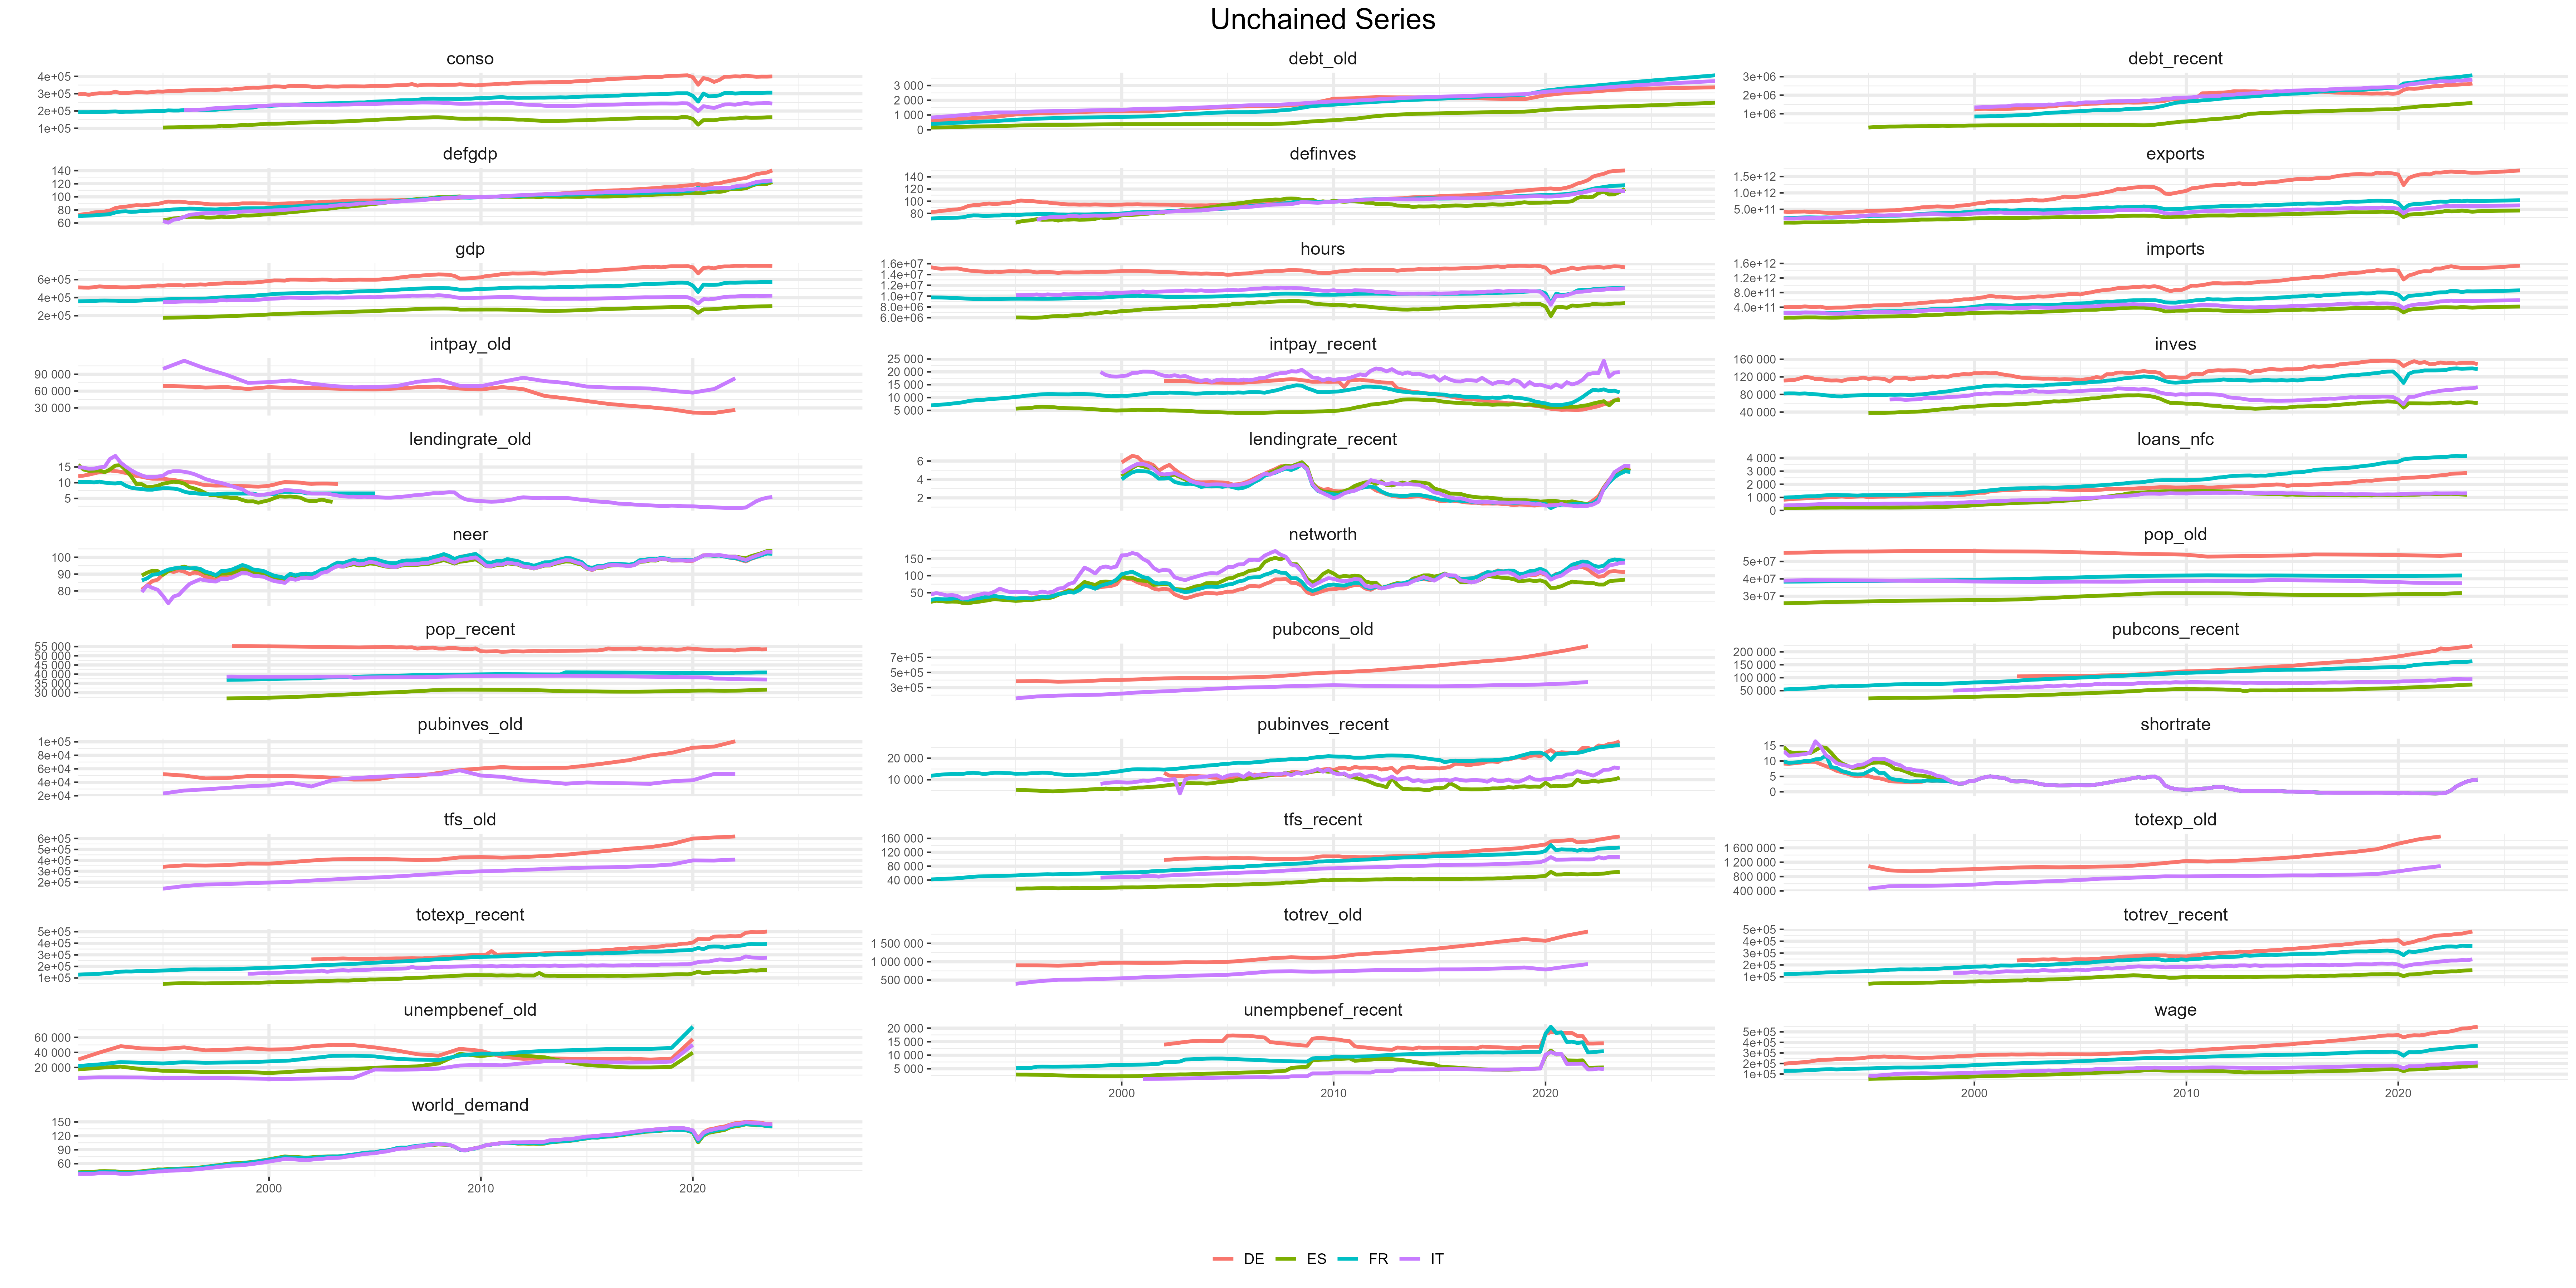 Unchained Series
conso
debt_old
debt_recent
4e+05
3e+05
2e+05
1e+05
3 000
2 000
1 000
0
3e+06
2e+06
1e+06
defgdp
definves
exports
140
120
100
80
60
140
120
100
80
1.5e+12
1.0e+12
5.0e+11
gdp
hours
imports
6e+05
4e+05
2e+05
1.6e+07
1.4e+07
1.2e+07
1.0e+07
8.0e+06
6.0e+06
1.6e+12
1.2e+12
8.0e+11
4.0e+11
intpay_old
intpay_recent
inves
90 000
60 000
30 000
25 000
20 000
15 000
10 000
5 000
160 000
120 000
80 000
40 000
lendingrate_old
lendingrate_recent
loans_nfc
15
10
5
6
4
2
4 000
3 000
2 000
1 000
0
neer
networth
pop_old
100
90
80
150
100
50
5e+07
4e+07
3e+07
pop_recent
pubcons_old
pubcons_recent
55 000
50 000
45 000
40 000
35 000
30 000
7e+05
5e+05
3e+05
200 000
150 000
100 000
50 000
pubinves_old
pubinves_recent
shortrate
1e+05
8e+04
6e+04
4e+04
2e+04
20 000
10 000
15
10
5
0
tfs_old
tfs_recent
totexp_old
6e+05
5e+05
4e+05
3e+05
2e+05
160 000
120 000
80 000
40 000
1 600 000
1 200 000
800 000
400 000
totexp_recent
totrev_old
totrev_recent
5e+05
4e+05
3e+05
2e+05
1e+05
1 500 000
1 000 000
500 000
5e+05
4e+05
3e+05
2e+05
1e+05
unempbenef_old
unempbenef_recent
wage
60 000
40 000
20 000
20 000
15 000
10 000
5 000
5e+05
4e+05
3e+05
2e+05
1e+05
2000 2010 2020
2000 2010 2020
world_demand
150
120
90
60
2000 2010 2020
DE ES FR IT